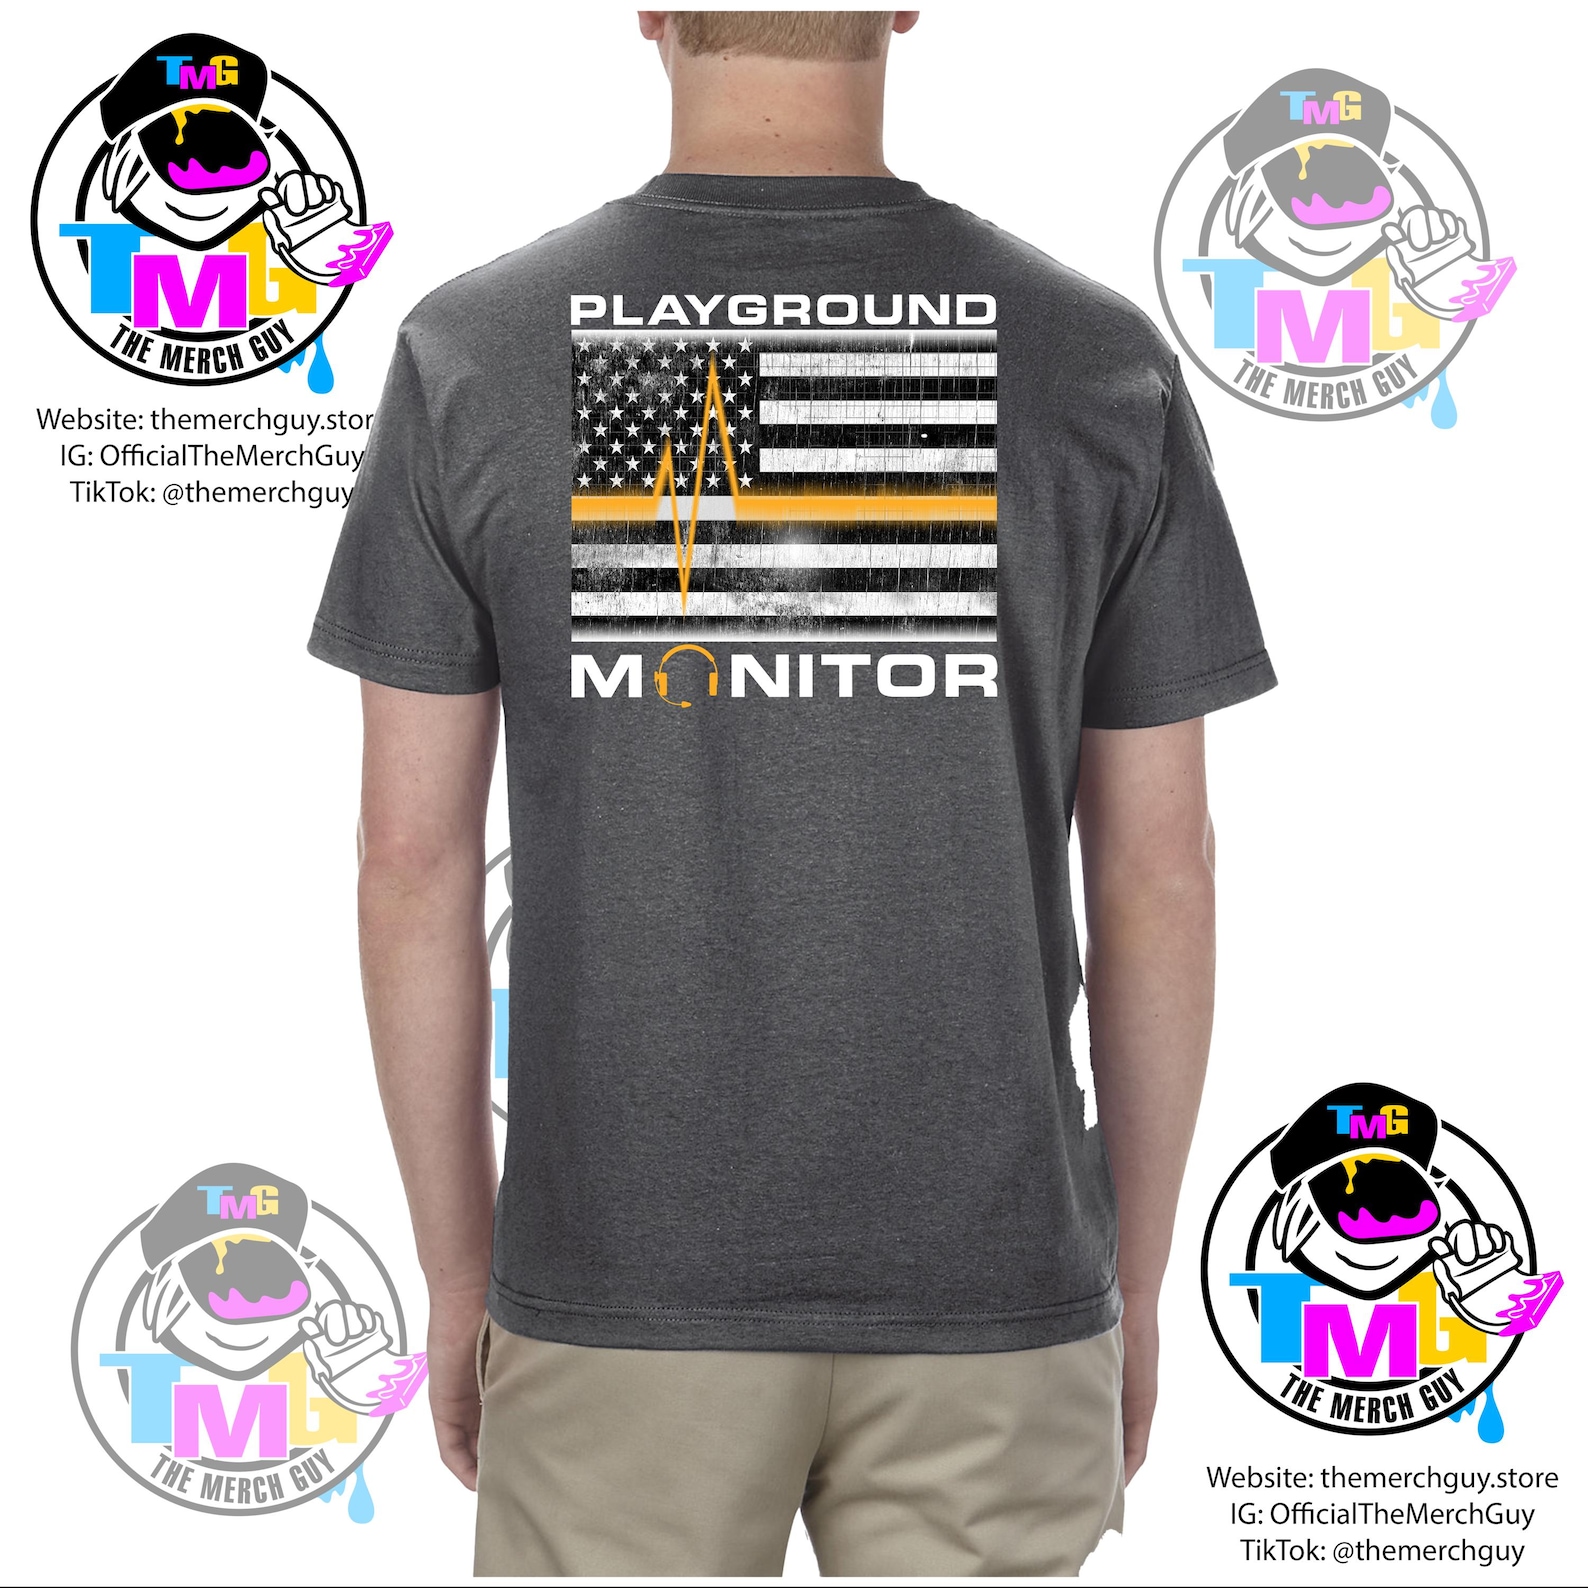 TMG
TMG
THE MERCH GUY
Website: themerchguy.stor
IG: OfficialTheMerchGuy
TikTok: @themerchguy
TMG
TMG
THE MERCH GUY
PLAYGROUND
MONITOR
TMG
TMG
THE MERCH GUY
TMG
TMG
THE MERCH GUY
Website: themerchguy.store
IG: OfficialTheMerchGuy
TikTok: @themerchguy